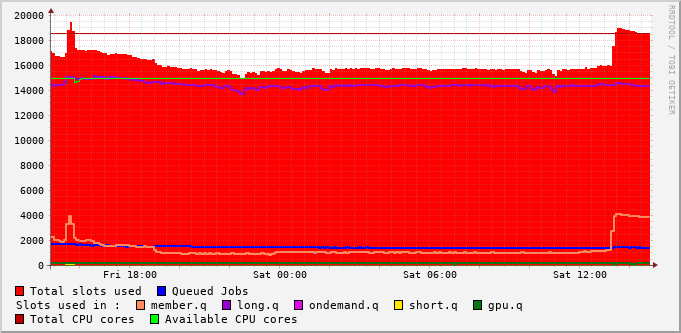 RRDTOOL / TOBI OETIKER
20000
18000
16000
14000
12000
10000
8000
6000
4000
2000
0
Fri 18:00 Sat 00:00 Sat 06:00 Sat 12:00
Total slots used Queued Jobs
Slots used in : member.q long.q ondemand.q short.q gpu.q
Total CPU cores Available CPU cores